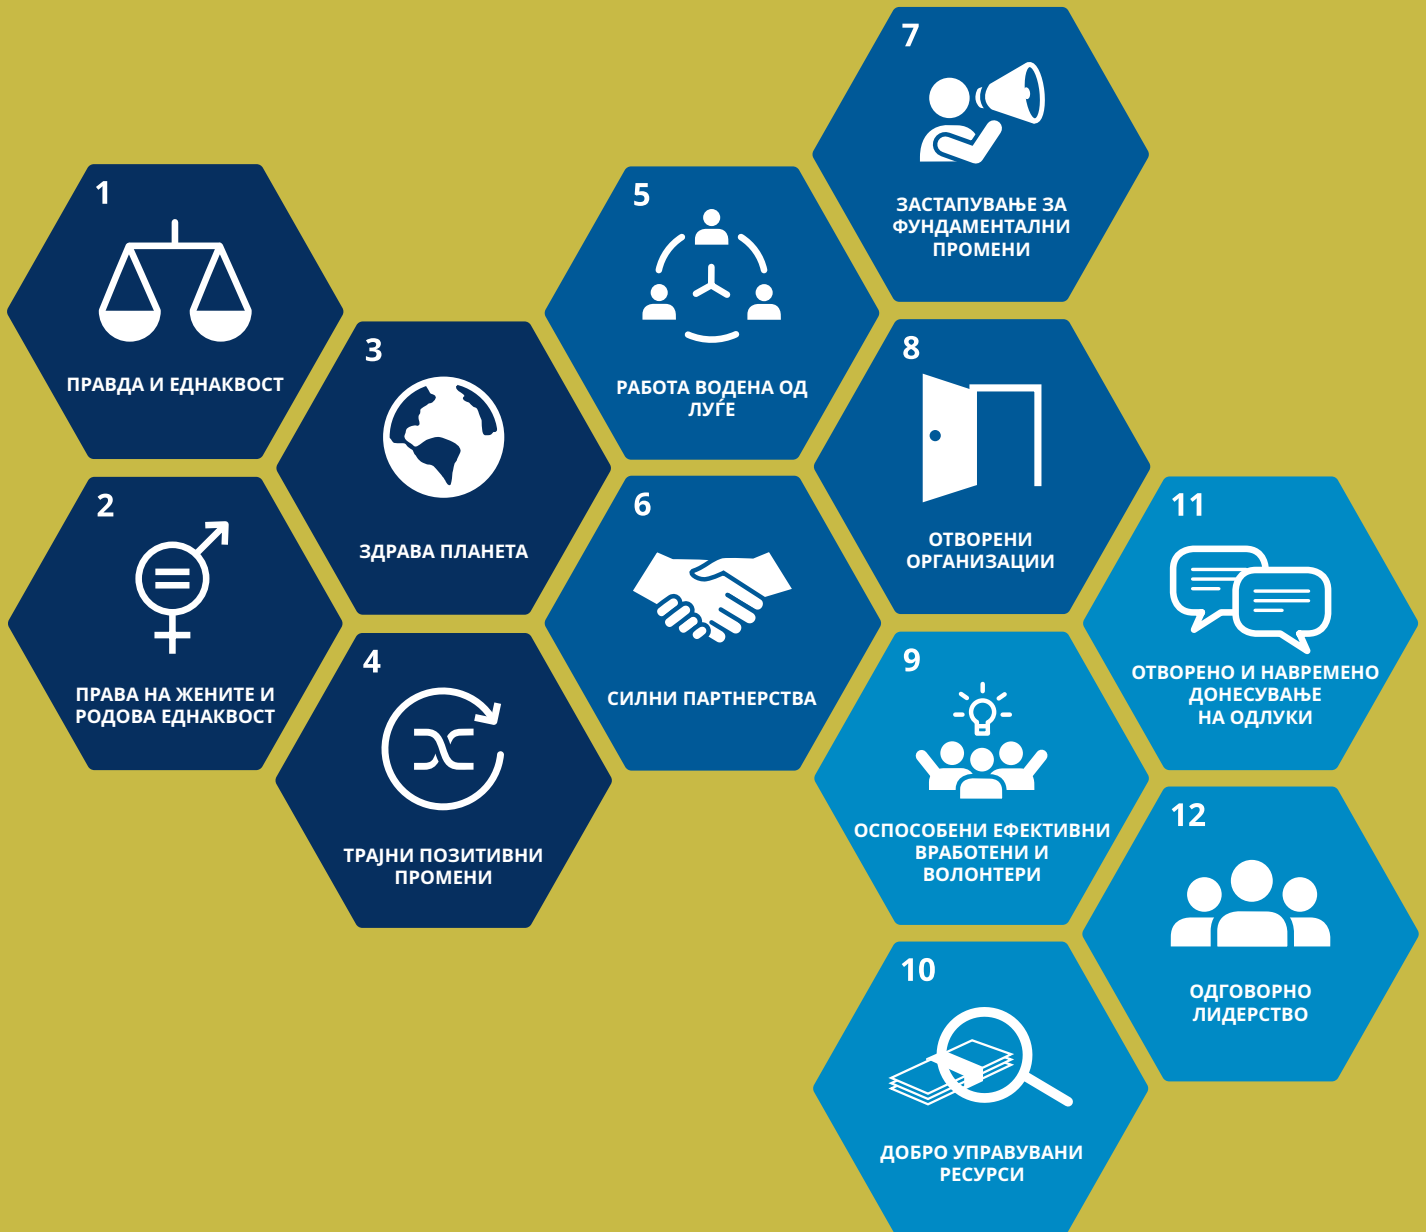 1
ПРАВДА И ЕДНАКВОСТ
2
ПРАВА НА ЖЕНИТЕ И
РОДОВА ЕДНАКВОСТ
3
ЗДРАВА ПЛАНЕТА
4
ТРАЈНИ ПОЗИТИВНИ
ПРОМЕНИ
5
РАБОТА ВОДЕНА ОД
ЛУЃЕ
6
СИЛНИ ПАРТНЕРСТВА
7
ЗАСТАПУВАЊЕ ЗА
ФУНДАМЕНТАЛНИ
ПРОМЕНИ
8
ОТВОРЕНИ
ОРГАНИЗАЦИИ
9
ОСПОСОБЕНИ ЕФЕКТИВНИ
ВРАБОТЕНИ И
ВОЛОНТЕРИ
10
ДОБРО УПРАВУВАНИ
РЕСУРСИ
11
ОТВОРЕНО И НАВРЕМЕНО
ДОНЕСУВАЊЕ
НА ОДЛУКИ
12
ОДГОВОРНО
ЛИДЕРСТВО